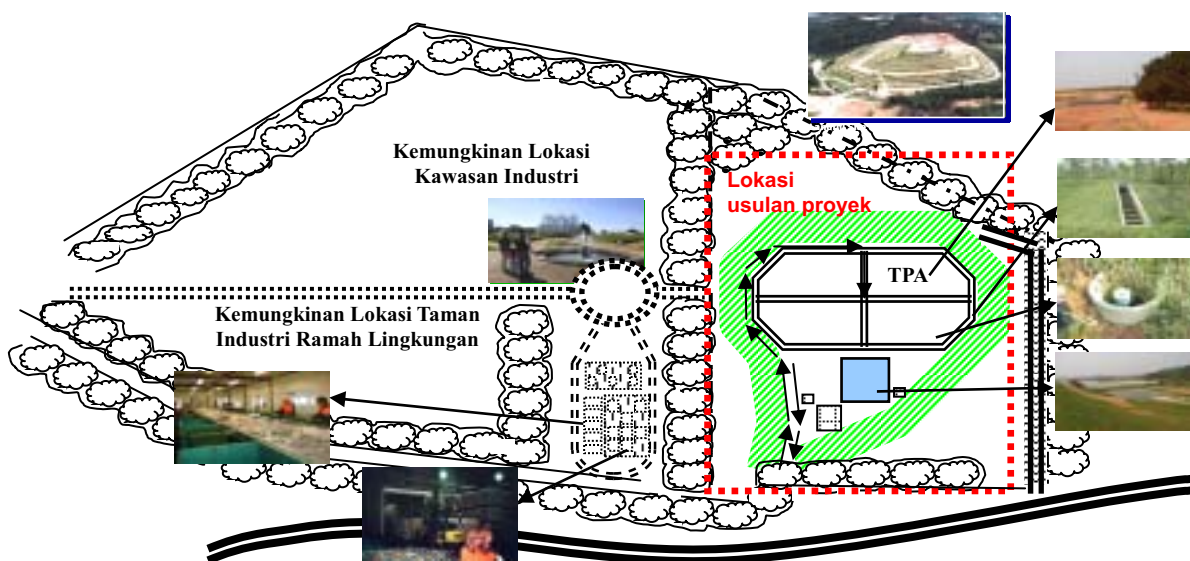 Kemungkinan Lokasi
Kawasan Industri
Lokasi
usulan proyek
TPA
Kemungkinan Lokasi Taman
Industri Ramah Lingkungan